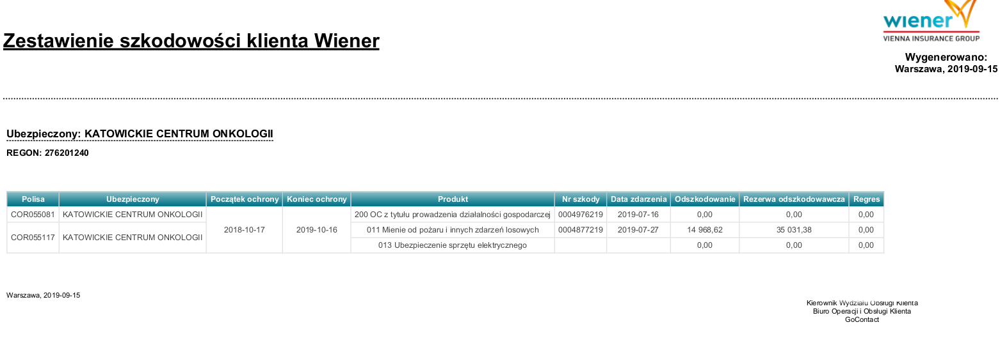 wiener
VIENNA INSURANCE GROUP
Zestawienie szkodowości klienta Wiener
Wygenerowano:
Warszawa, 2019-09-15
Ubezpieczony: KATOWICKIE CENTRUM ONKOLOGII
REGON: 276201240
Polisa Ubezpieczony Początek ochrony Koniec ochrony Produkt Nr szkody Data zdarzenia Odszkodowanie Rezerwa odszkodowawcza Regres
COR055081 KATOWICKIE CENTRUM ONKOLOGII 2018-10-17 2019-10-16 200 OC z tytułu prowadzenia działalności gospodarczej 0004976219 2019-07-16 0,00 0,00 0,00
COR055117 KATOWICKIE CENTRUM ONKOLOGII 011 Mienie od pożaru i innych zdarzeń losowych 0004877219 2019-07-27 14 968,62 35 031,38 0,00
013 Ubezpieczenie sprzętu elektrycznego 0,00 0,00 0,00
Warszawa, 2019-09-15
Kierownik Wydziału Obsługi Klienta
Biuro Operacji i Obsługi Klienta
GoContact